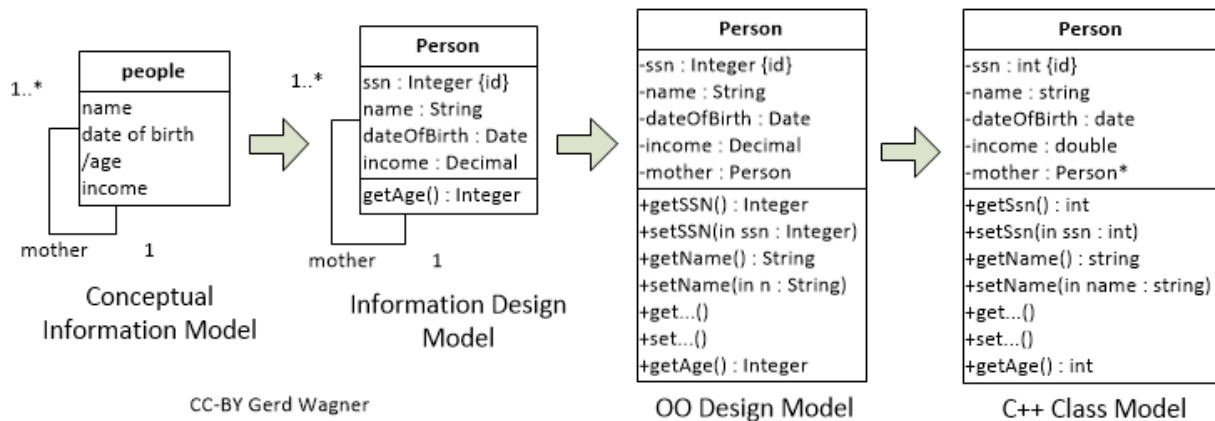 people
1..*
name
date of birth
/age
income
mother
1
Conceptual
Information Model
Person
1..*
ssn : Integer {id}
name : String
dateOfBirth : Date
income : Decimal
getAge() : Integer
mother
1
Information Design
Model
Person
-ssn : Integer {id}
-name : String
-dateOfBirth : Date
-income : Decimal
-mother : Person
+getSSN() : Integer
+setSSN(in ssn : Integer)
+getName() : String
+setName(in n : String)
+get...()
+set...()
+getAge() : Integer
OO Design Model
Person
-ssn : int {id}
-name : string
-dateOfBirth : date
-income : double
-mother : Person*
+getSsn() : int
+setSsn(in ssn : int)
+getName() : string
+setName(in name : string)
+get...()
+set...()
+getAge() : int
C++ Class Model
CC-BY Gerd Wagner